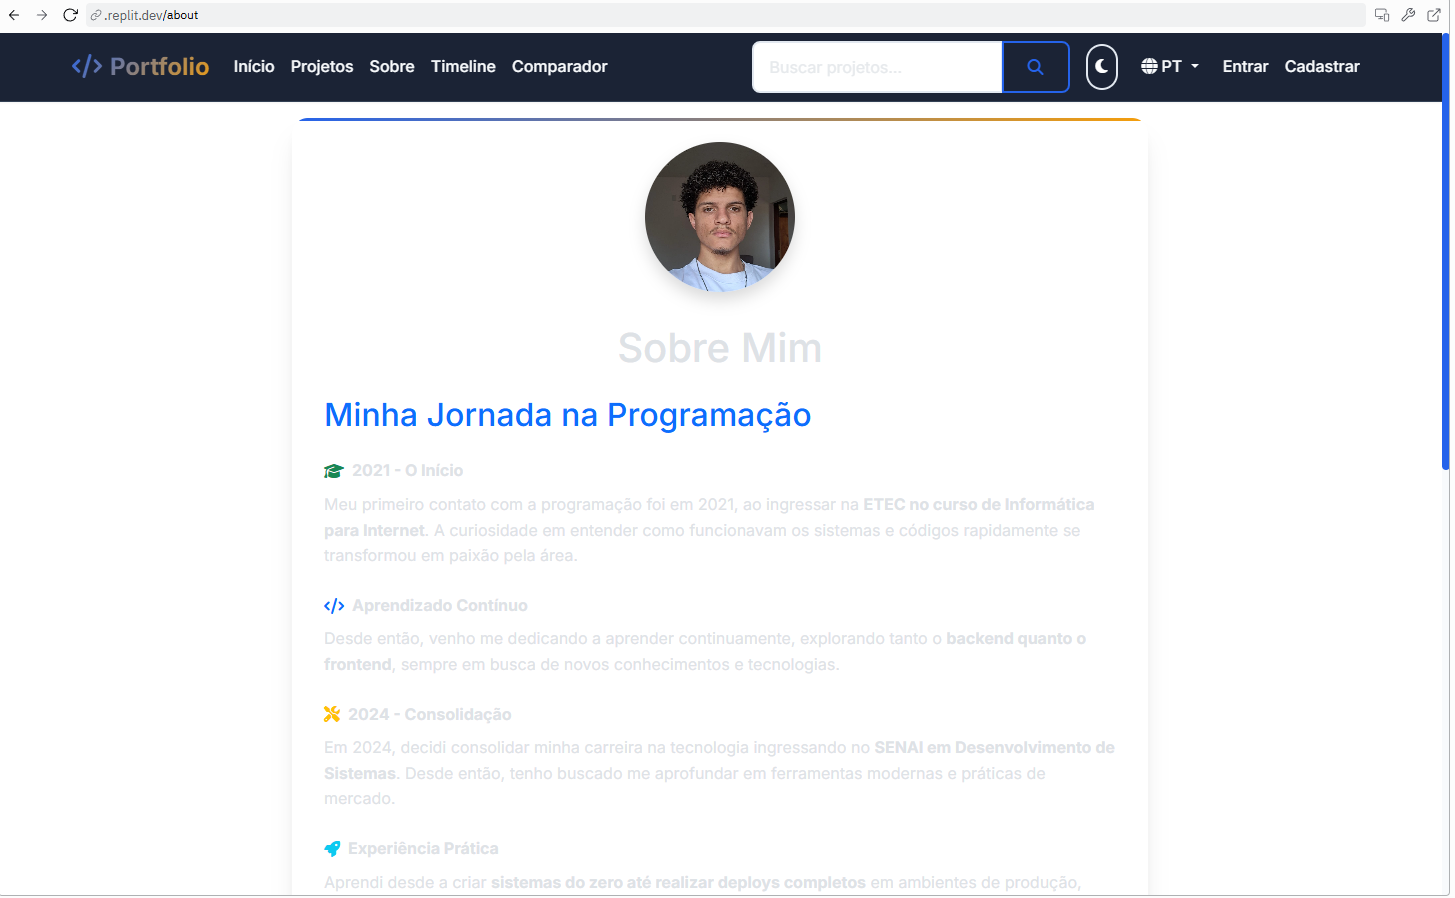 .replit.dev/about
</> Portfolio Início Projetos Sobre Timeline Comparador Buscar projetos... PT Entrar Cadastrar
Sobre Mim
Minha Jornada na Programação
2021 - O Início
Meu primeiro contato com a programação foi em 2021, ao ingressar na ETEC no curso de Informática
para Internet. A curiosidade em entender como funcionavam os sistemas e códigos rapidamente se
transformou em paixão pela área.
</> Aprendizado Contínuo
Desde então, venho me dedicando a aprender continuamente, explorando tanto o backend quanto o
frontend, sempre em busca de novos conhecimentos e tecnologias.
2024 - Consolidação
Em 2024, decidi consolidar minha carreira na tecnologia ingressando no SENAI em Desenvolvimento de
Sistemas. Desde então, tenho buscado me aprofundar em ferramentas modernas e práticas de
mercado.
Experiência Prática
Aprendi desde a criar sistemas do zero até realizar deploys completos em ambientes de produção,